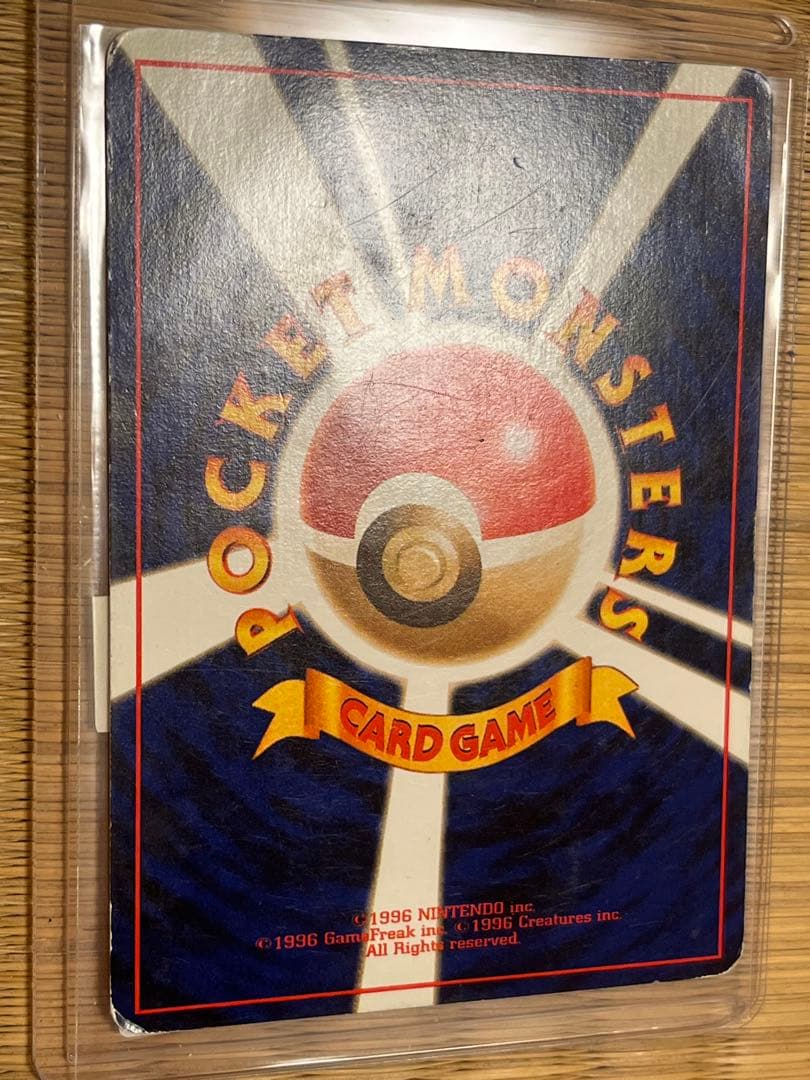 POCKET MONSTERS
CARD GAME
©1996 NINTENDO inc.
©1996 GameFreak inc. ©1996 Creatures inc.
All Rights reserved.